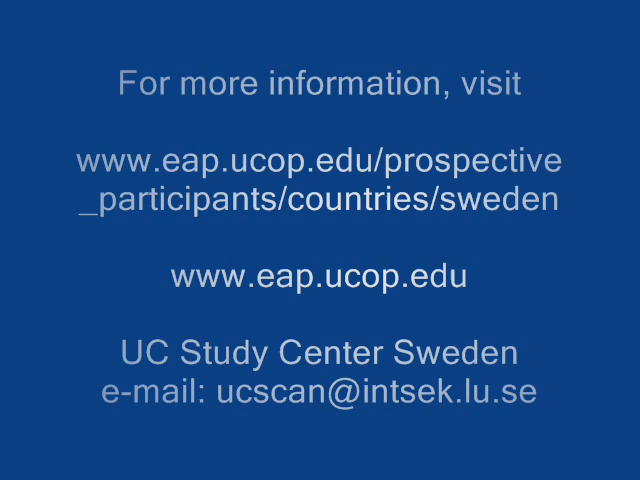 For more information, visit
www.eap.ucop.edu/prospective
_participants/countries/sweden
www.eap.ucop.edu
UC Study Center Sweden
e-mail: ucscan@intsek.lu.se